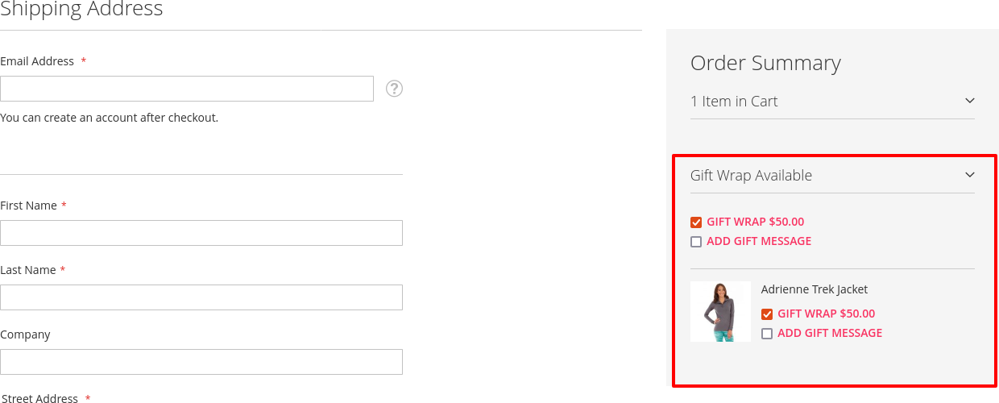 Shipping Address
Email Address *
?
You can create an account after checkout.
First Name *
Last Name *
Company
Street Address *
Order Summary
1 Item in Cart
Gift Wrap Available
GIFT WRAP $50.00
ADD GIFT MESSAGE
Adrienne Trek Jacket
GIFT WRAP $50.00
ADD GIFT MESSAGE